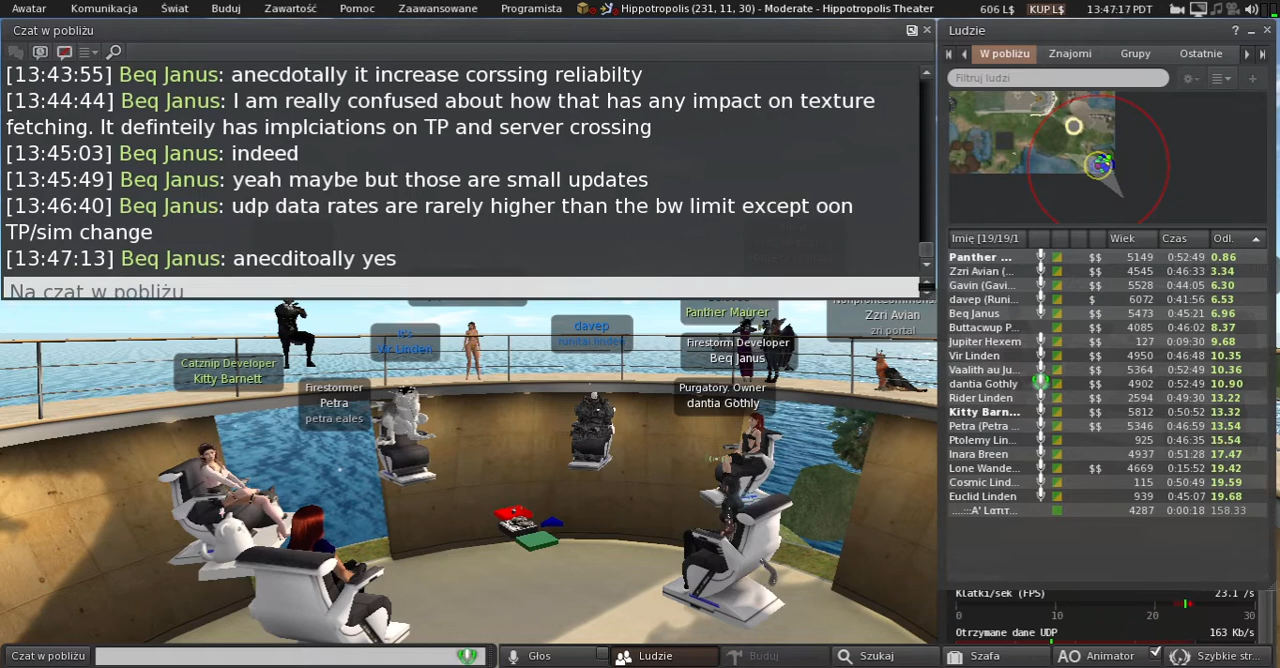 Awatar Komunikacja Świat Buduj Zawartość Pomoc Zaawansowane Programista Hippotropolis (231, 11, 30) - Moderate - Hippotropolis Theater 606 L$ KUP L$ 13:47:17 PDT
Czat w pobliżu
[13:43:55] Beq Janus: anecdotally it increase corssing reliabilty
[13:44:44] Beq Janus: I am really confused about how that has any impact on texture
fetching. It definteily has implciations on TP and server crossing
[13:45:03] Beq Janus: indeed
[13:45:49] Beq Janus: yeah maybe but those are small updates
[13:46:40] Beq Janus: udp data rates are rarely higher than the bw limit except oon
TP/sim change
[13:47:13] Beq Janus: anecditoally yes
Na czat w pobliżu
Catznip Developer
Kitty Barnett
Firestormer
Petra
petra eales
It's
Vir Linden
davep
runitai linden
Panther Maurer
Firestorm Developer
Beq Janus
Purgatory. Owner
dantia Gothly
NonprofitCommons
Zzri Avian
zri portal
Ludzie
W pobliżu Znajomi Grupy Ostatnie
Filtruj ludzi
Imię [19/19/1 Wiek Czas Odl.
Panther ... $$ 5149 0:52:49 0.86
Zzri Avian (... $$ 4545 0:46:33 3.34
Gavin (Gavi... $$ 5528 0:44:05 6.30
davep (Runi... $ 6072 0:41:56 6.53
Beq Janus $$ 5473 0:45:21 6.96
Buttacwup P... 4085 0:46:02 8.37
Jupiter Hexem 127 0:09:30 9.68
Vir Linden $$ 4950 0:46:48 10.35
Vaalith au Ju... $$ 5364 0:52:49 10.36
dantia Gothly $$ 4902 0:52:49 10.90
Rider Linden 2594 0:49:30 13.22
Kitty Barn... $$ 5812 0:50:52 13.32
Petra (Petra ... $$ 5346 0:46:59 13.54
Ptolemy Lin... 925 0:46:35 15.54
Inara Breen 4937 0:51:28 17.47
Lone Wande... $$ 4669 0:15:52 19.42
Cosmic Lind... 115 0:50:49 19.59
Euclid Linden 939 0:45:07 19.68
....:::A' Lαπιτ... 4287 0:00:18 158.33
Klatki/sek (FPS) 23.1 /s
0 10 20 30
Otrzymane dane UDP 163 Kb/s
Czat w pobliżu Głos Ludzie Buduj Szukaj Szafa AO Animator Szybkie str...